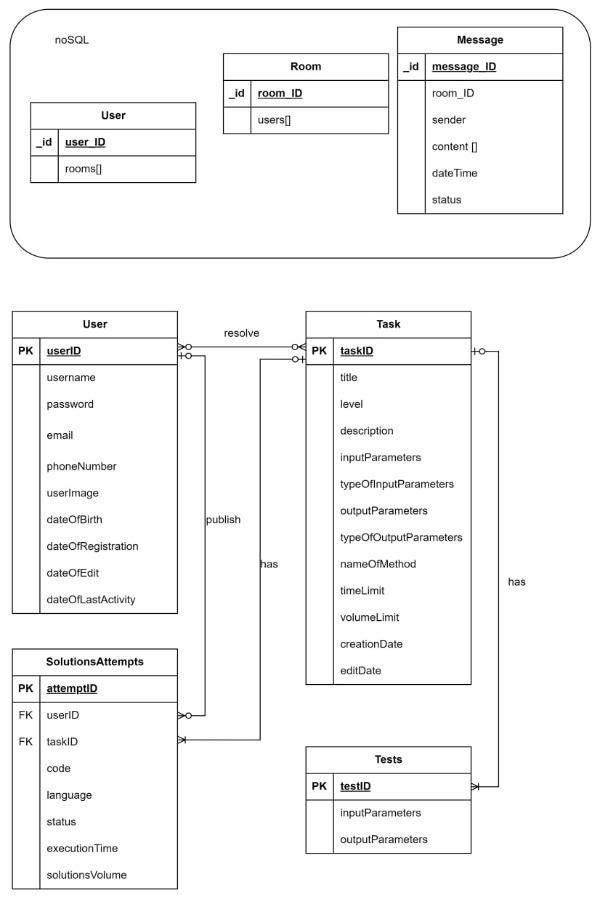 noSQL
User
_id user_ID
rooms[]
Room
_id room_ID
users[]
Message
_id message_ID
room_ID
sender
content []
dateTime
status
User
PK userID
username
password
email
phoneNumber
userImage
dateOfBirth
dateOfRegistration
dateOfEdit
dateOfLastActivity
resolve
publish
has
Task
PK taskID
title
level
description
inputParameters
typeOfInputParameters
outputParameters
typeOfOutputParameters
nameOfMethod
timeLimit
volumeLimit
creationDate
editDate
has
SolutionsAttempts
PK attemptID
FK userID
FK taskID
code
language
status
executionTime
solutionsVolume
Tests
PK testID
inputParameters
outputParameters